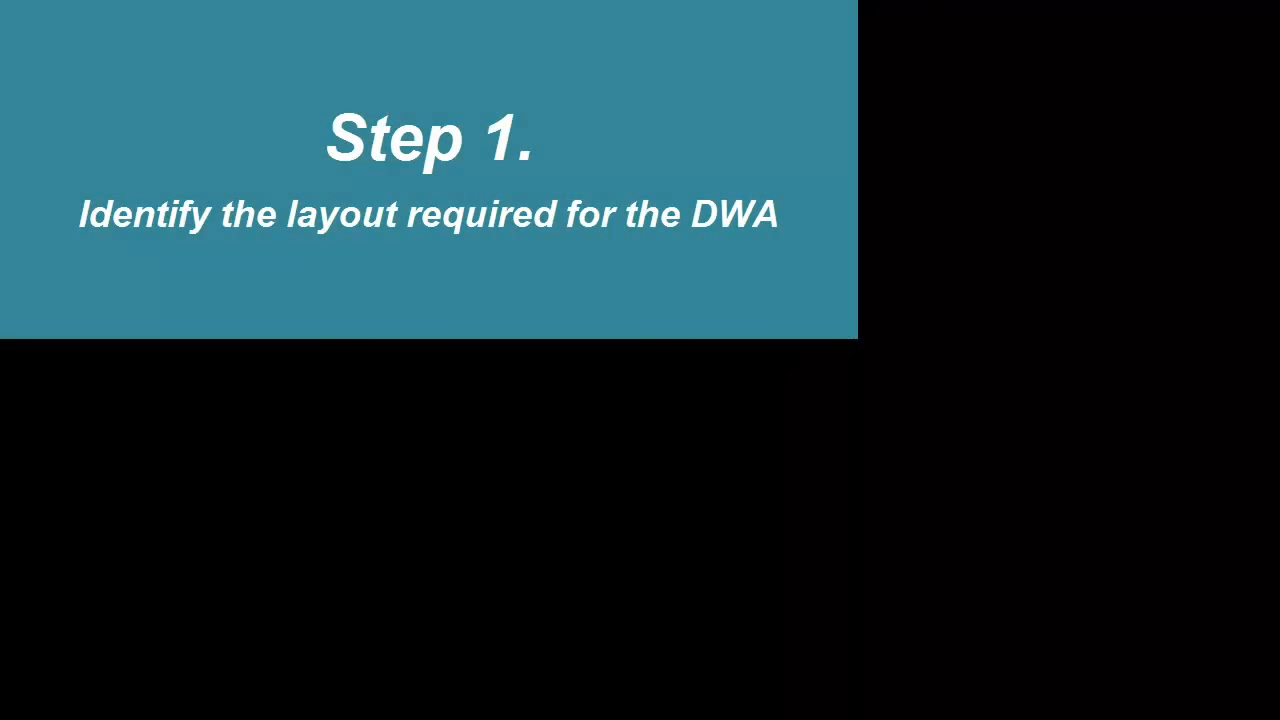 Step 1.
Identify the layout required for the DWA